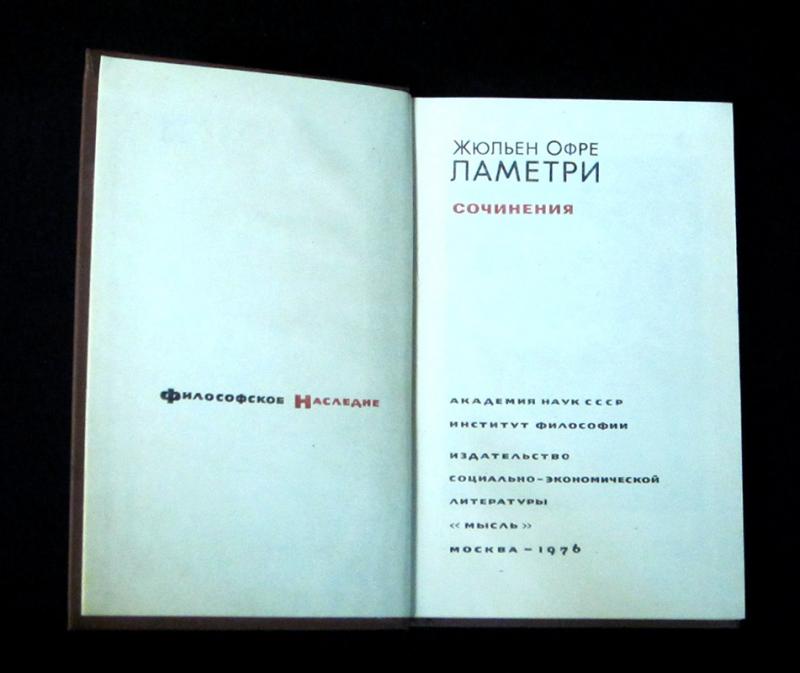 Философское Наследие
Жюльен Офре
ЛАМЕТРИ
СОЧИНЕНИЯ
АКАДЕМИЯ НАУК СССР
ИНСТИТУТ ФИЛОСОФИИ
ИЗДАТЕЛЬСТВО
СОЦИАЛЬНО-ЭКОНОМИЧЕСКОЙ
ЛИТЕРАТУРЫ
«МЫСЛЬ»
МОСКВА — 1976